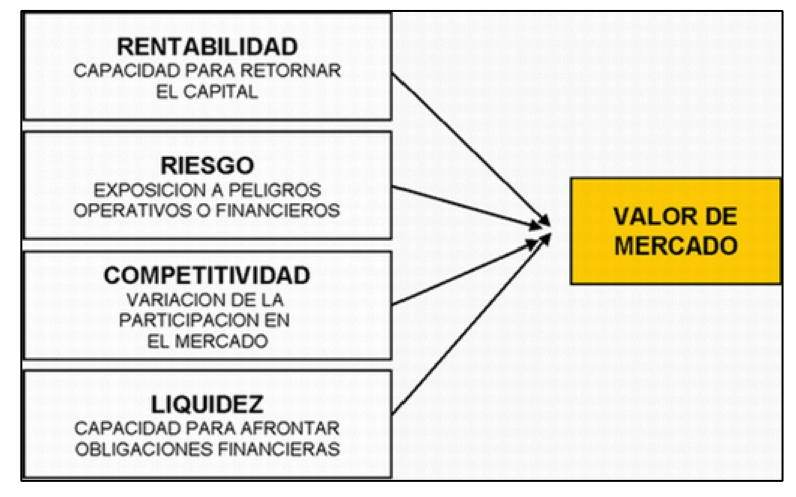 RENTABILIDAD
CAPACIDAD PARA RETORNAR
EL CAPITAL
RIESGO
EXPOSICION A PELIGROS
OPERATIVOS O FINANCIEROS
COMPETITIVIDAD
VARIACION DE LA
PARTICIPACION EN
EL MERCADO
LIQUIDEZ
CAPACIDAD PARA AFRONTAR
OBLIGACIONES FINANCIERAS
VALOR DE
MERCADO